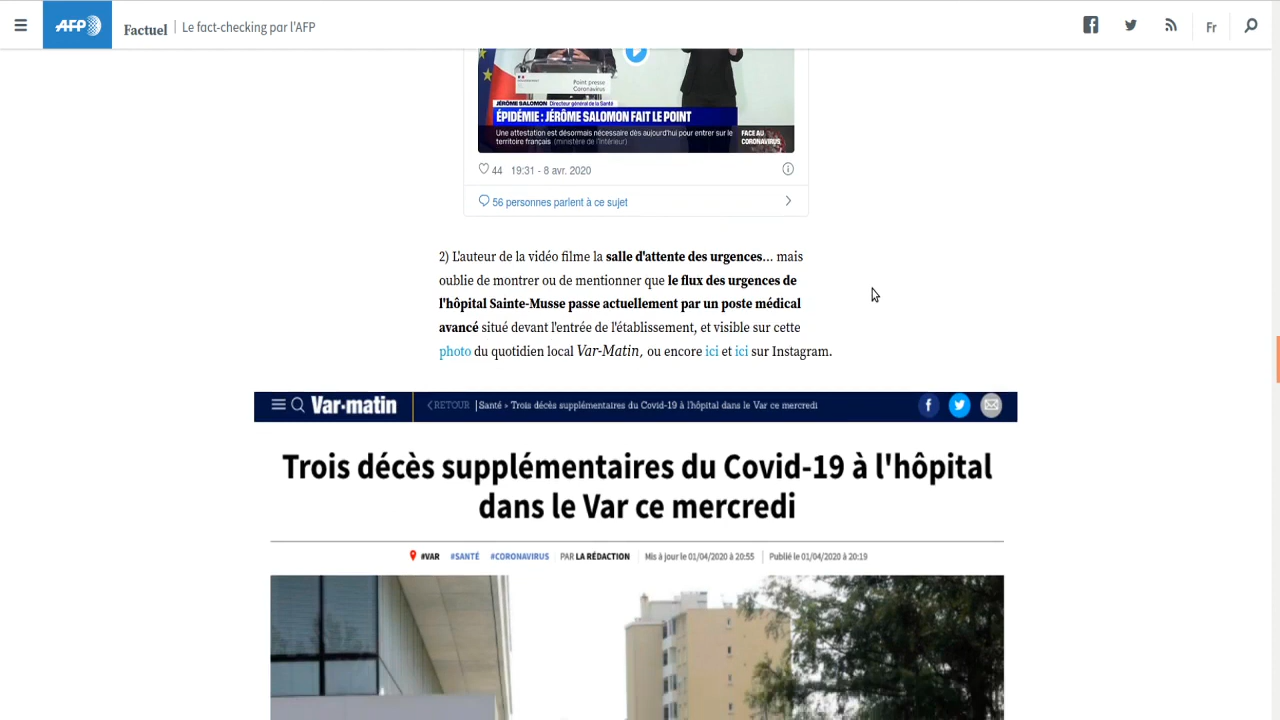 AFP Factuel | Le fact-checking par l'AFP Fr
Point presse
Coronavirus
JÉRÔME SALOMON Directeur général de la Santé
ÉPIDÉMIE : JÉRÔME SALOMON FAIT LE POINT
Une attestation est désormais nécessaire dès aujourd'hui pour entrer sur le
territoire français (ministère de l'Intérieur)
FACE AU
CORONAVIRUS
44 19:31 - 8 avr. 2020
56 personnes parlent à ce sujet
2) L'auteur de la vidéo filme la salle d'attente des urgences... mais
oublie de montrer ou de mentionner que le flux des urgences de
l'hôpital Sainte-Musse passe actuellement par un poste médical
avancé situé devant l'entrée de l'établissement, et visible sur cette
photo du quotidien local Var-Matin, ou encore ici et ici sur Instagram.
Var-matin < RETOUR | Santé » Trois décès supplémentaires du Covid-19 à l'hôpital dans le Var ce mercredi
Trois décès supplémentaires du Covid-19 à l'hôpital
dans le Var ce mercredi
#VAR #SANTÉ #CORONAVIRUS PAR LA RÉDACTION Mis à jour le 01/04/2020 à 20:55 Publié le 01/04/2020 à 20:19